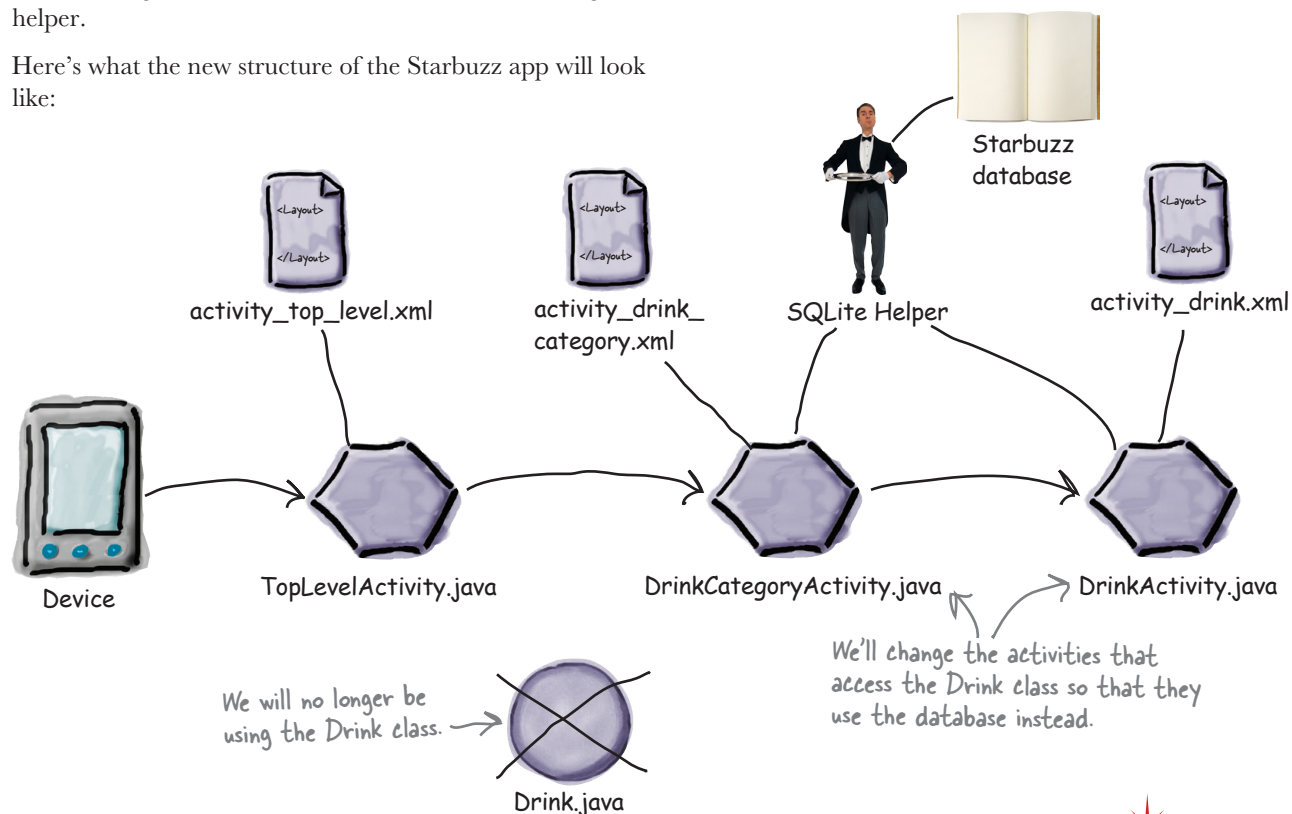 helper.
Here's what the new structure of the Starbuzz app will look
like:
Starbuzz
database
<Layout>
</Layout>
activity_top_level.xml
<Layout>
</Layout>
activity_drink_
category.xml
SQLite Helper
<Layout>
</Layout>
activity_drink.xml
Device
TopLevelActivity.java
DrinkCategoryActivity.java
DrinkActivity.java
We'll change the activities that
access the Drink class so that they
use the database instead.
We will no longer be
using the Drink class.
Drink.java